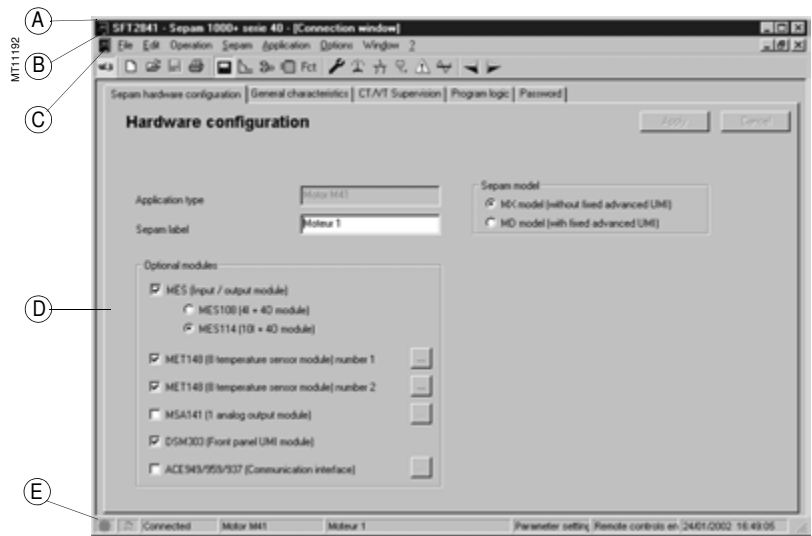 A
SFT2841 - Sepam 1000+ serie 40 - [Connection window]
MT11192
B
File Edit Operation Sepam Application Options Window ?
Fct
C
Sepam hardware configuration General characteristics CT/VT Supervision Program logic Password
Hardware configuration
Apply Cancel
Application type
Motor M41
Sepam label
Moteur 1
Sepam model
MX model (without fixed advanced UMI)
MD model (with fixed advanced UMI)
D
Optional modules
MES (Input / output module)
MES108 (4I + 4O module)
MES114 (10I + 4O module)
MET148 (8 temperature sensor module) number 1
...
MET148 (8 temperature sensor module) number 2
...
MSA141 (1 analog output module)
DSM303 (Front panel UMI module)
ACE949/959/937 (Communication interface)
E
Connected Motor M41 Moteur 1 Parameter setting Remote controls en 24/01/2002 16:49:05